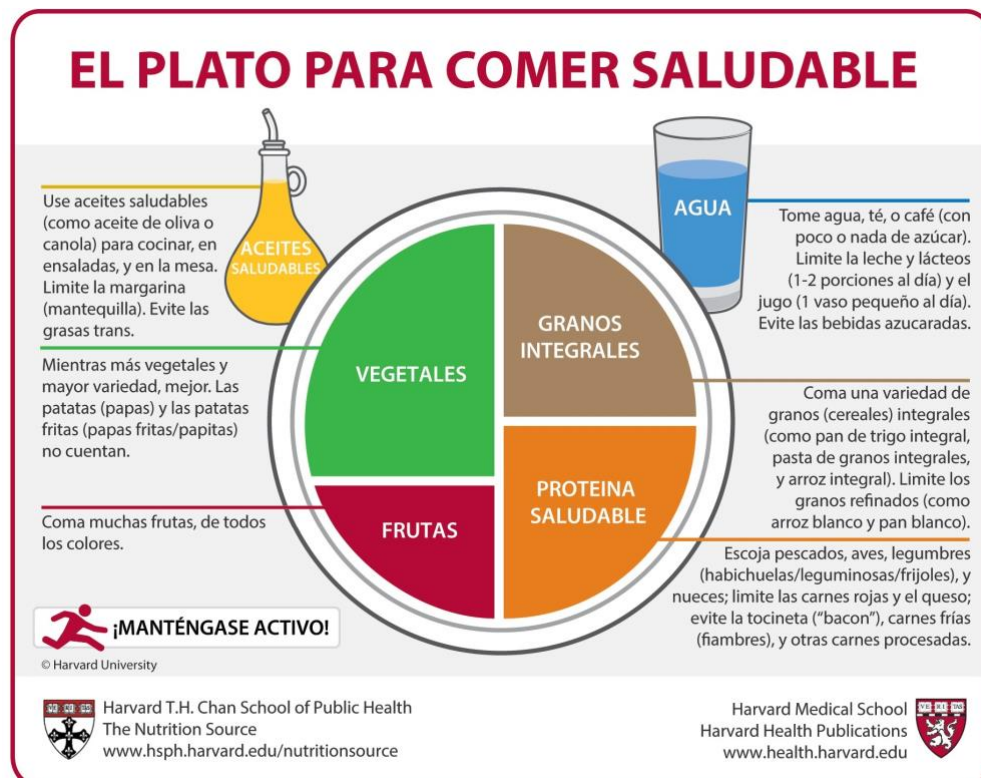 EL PLATO PARA COMER SALUDABLE
Use aceites saludables
(como aceite de oliva o
canola) para cocinar, en
ensaladas, y en la mesa.
Limite la margarina
(mantequilla). Evite las
grasas trans.
ACEITES
SALUDABLES
AGUA
Tome agua, té, o café (con
poco o nada de azúcar).
Limite la leche y lácteos
(1-2 porciones al día) y el
jugo (1 vaso pequeño al día).
Evite las bebidas azucaradas.
Mientras más vegetales y
mayor variedad, mejor. Las
patatas (papas) y las patatas
fritas (papas fritas/papitas)
no cuentan.
VEGETALES
GRANOS
INTEGRALES
Coma una variedad de
granos (cereales) integrales
(como pan de trigo integral,
pasta de granos integrales,
y arroz integral). Limite los
granos refinados (como
arroz blanco y pan blanco).
Coma muchas frutas, de todos
los colores.
FRUTAS
PROTEINA
SALUDABLE
Escoja pescados, aves, legumbres
(habichuelas/leguminosas/frijoles), y
nueces; limite las carnes rojas y el queso;
evite la tocineta (“bacon”), carnes frías
(fiambres), y otras carnes procesadas.
¡MANTÉNGASE ACTIVO!
© Harvard University
Harvard T.H. Chan School of Public Health
The Nutrition Source
www.hsph.harvard.edu/nutritionsource
Harvard Medical School
Harvard Health Publications
www.health.harvard.edu